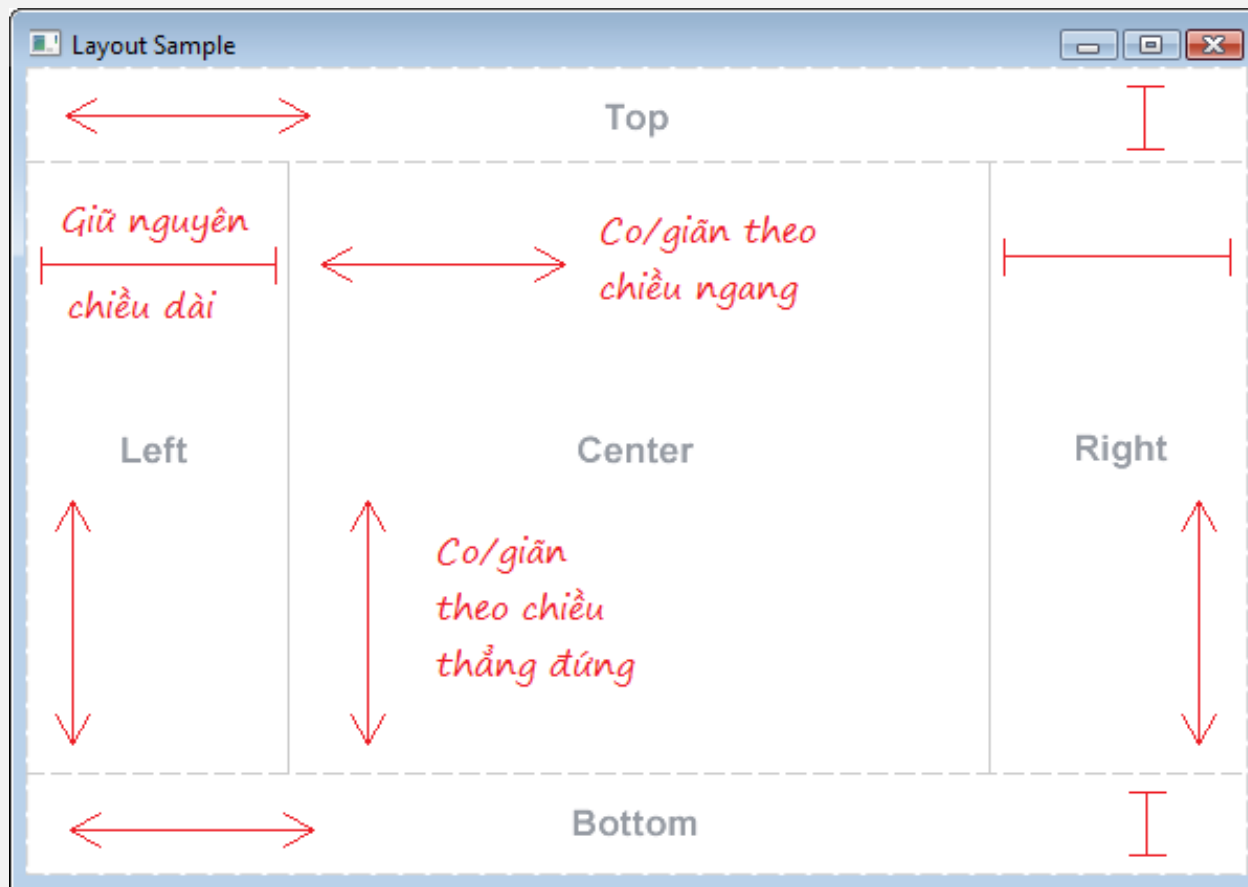 Layout Sample
Top
Giữ nguyên
chiều dài
Co/giãn theo
chiều ngang
Left
Center
Right
Co/giãn
theo chiều
thẳng đứng
Bottom